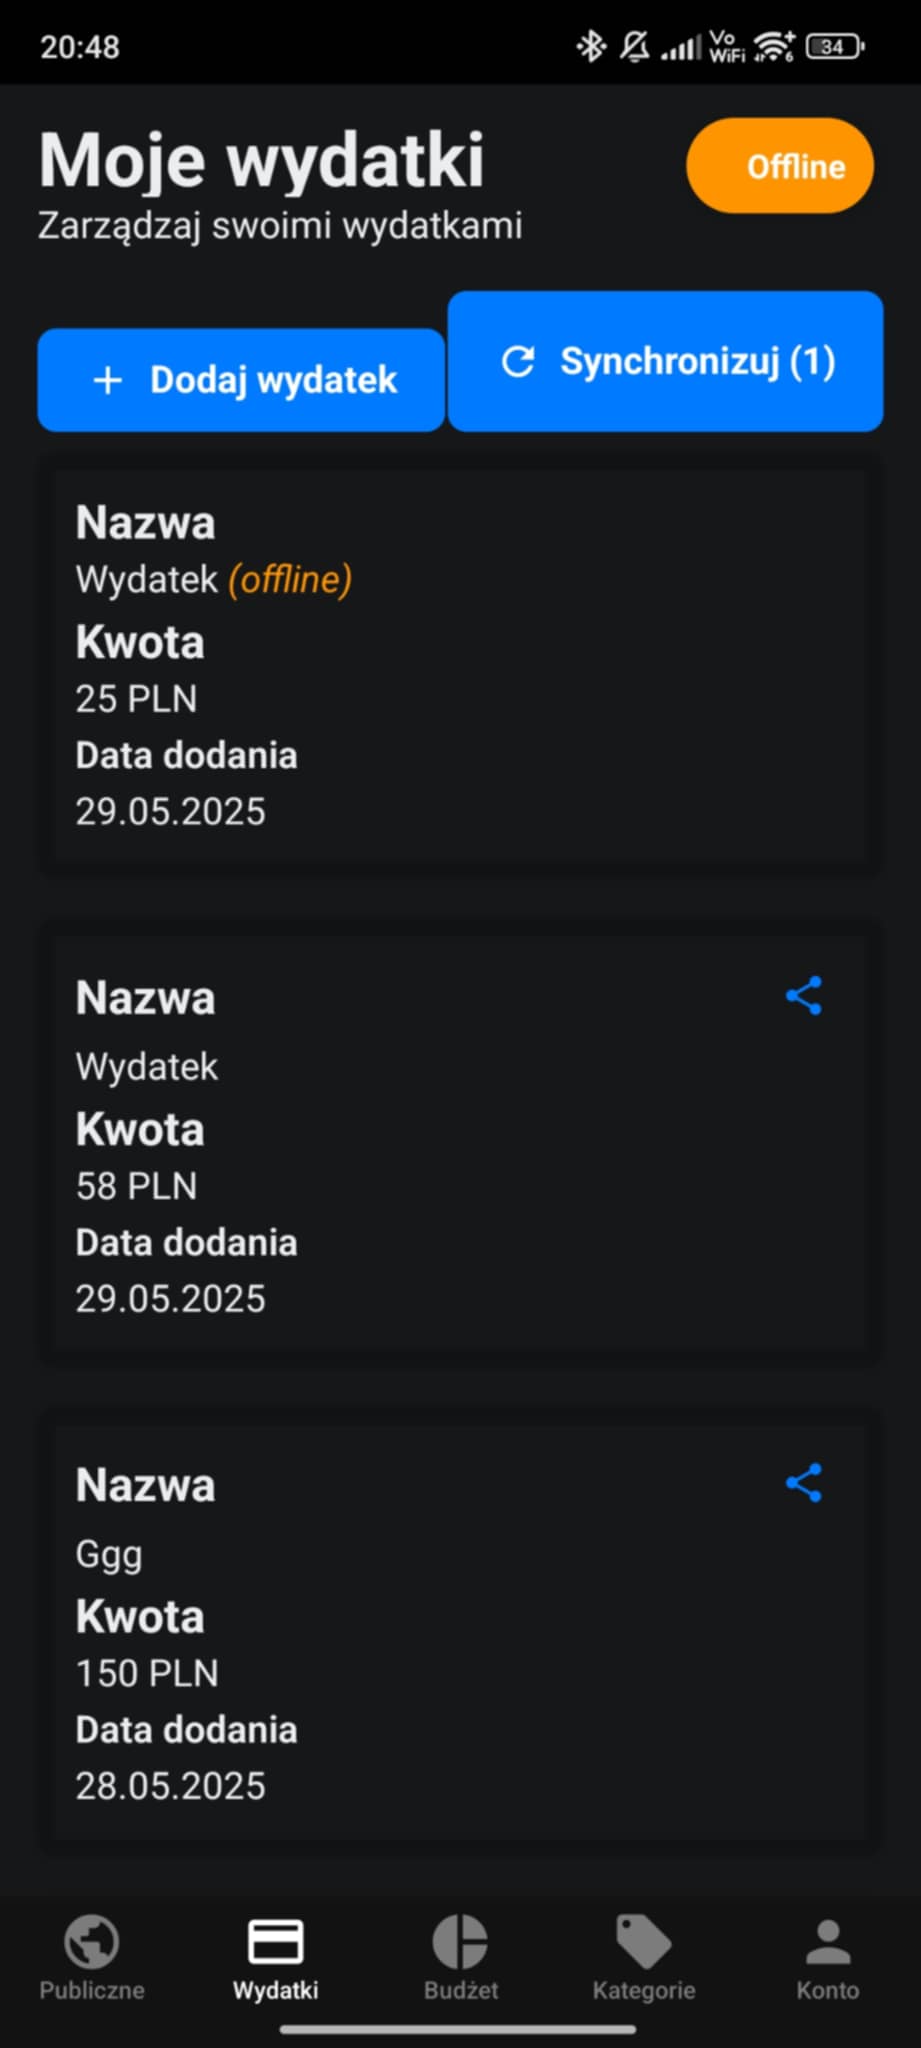 20:48
Vo
WiFi
6
34
Moje wydatki
Offline
Zarządzaj swoimi wydatkami
+ Dodaj wydatek
Synchronizuj (1)
Nazwa
Wydatek (offline)
Kwota
25 PLN
Data dodania
29.05.2025
Nazwa
Wydatek
Kwota
58 PLN
Data dodania
29.05.2025
Nazwa
Ggg
Kwota
150 PLN
Data dodania
28.05.2025
Publiczne
Wydatki
Budżet
Kategorie
Konto